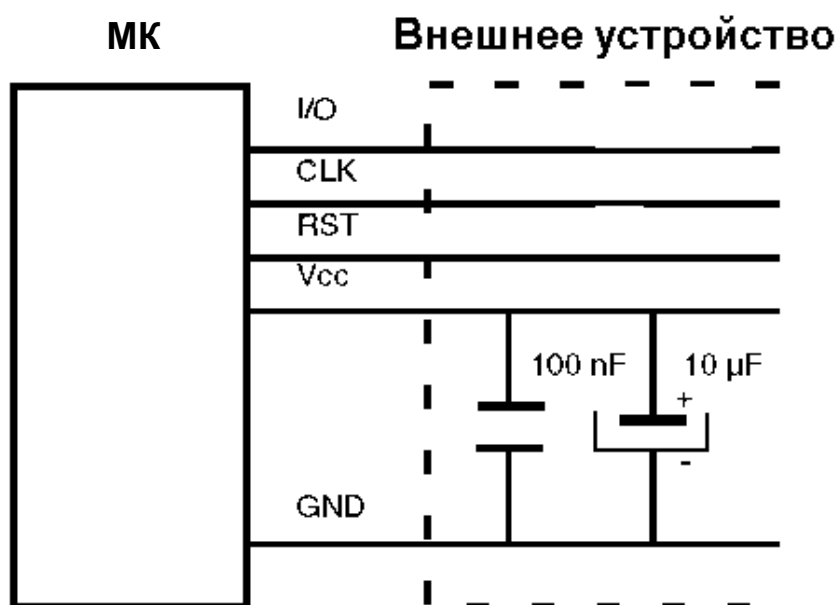 МК
Внешнее устройство
I/O
CLK
RST
Vcc
100 nF
10 µF
+
-
GND